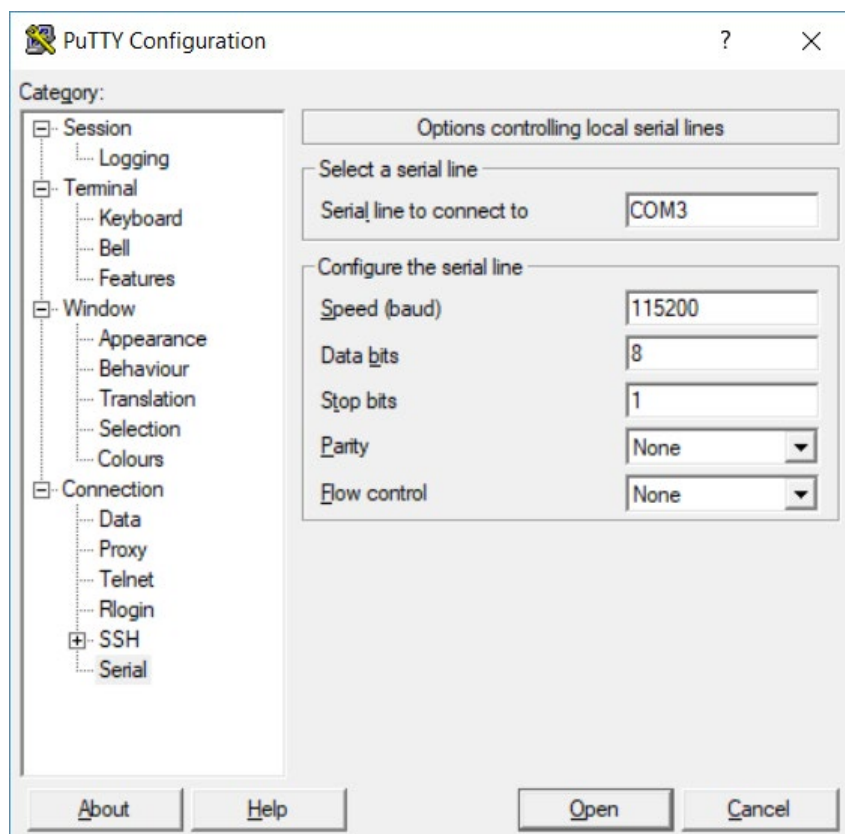 PuTTY Configuration
?
Category:
Session
Logging
Terminal
Keyboard
Bell
Features
Window
Appearance
Behaviour
Translation
Selection
Colours
Connection
Data
Proxy
Telnet
Rlogin
SSH
Serial
Options controlling local serial lines
Select a serial line
Serial line to connect to COM3
Configure the serial line
Speed (baud) 115200
Data bits 8
Stop bits 1
Parity None
Flow control None
About Help Open Cancel